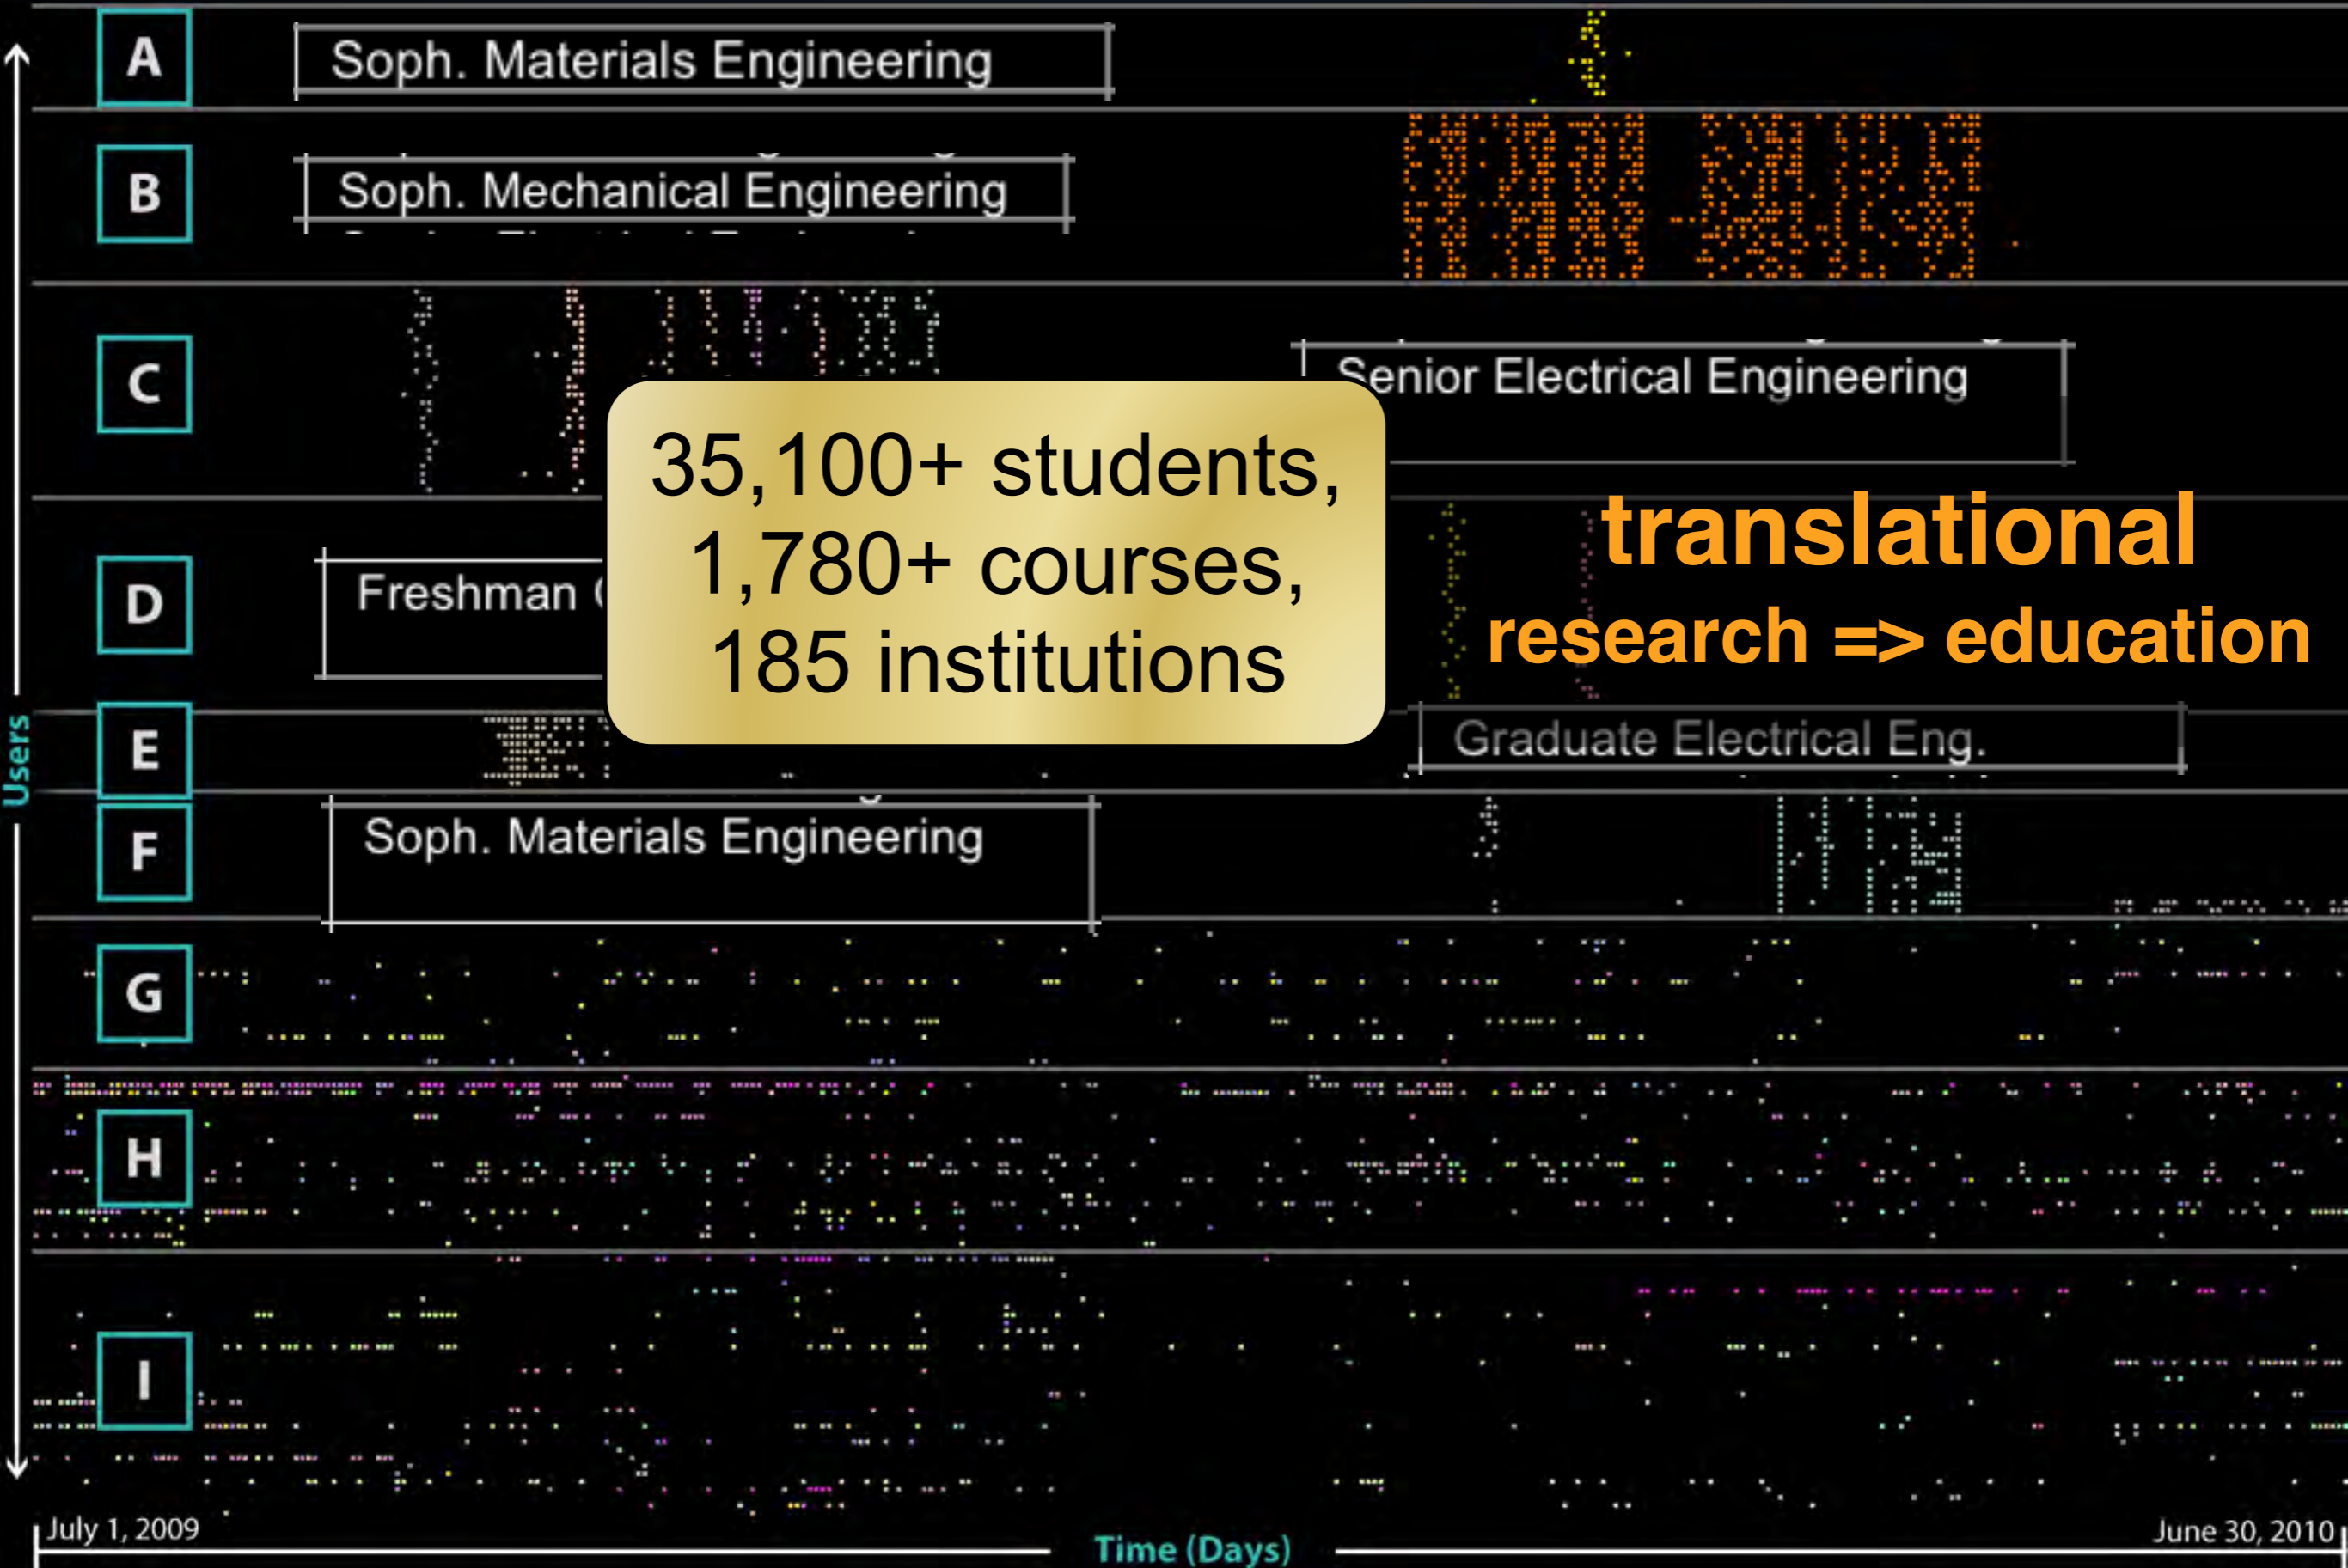 A
Soph. Materials Engineering
B
Soph. Mechanical Engineering
C
Senior Electrical Engineering
35,100+ students,
1,780+ courses,
185 institutions
translational
research => education
D
Freshman
Users
E
Graduate Electrical Eng.
F
Soph. Materials Engineering
G
H
I
July 1, 2009
Time (Days)
June 30, 2010